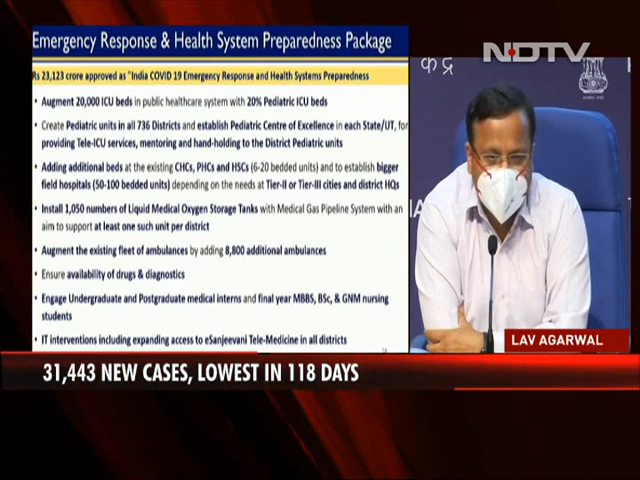 Emergency Response & Health System Preparedness Package
Rs 23,123 crore approved as "India COVID 19 Emergency Response and Health Systems Preparedness
• Augment 20,000 ICU beds in public healthcare system with 20% Pediatric ICU beds
• Create Pediatric units in all 736 Districts and establish Pediatric Centre of Excellence in each State/UT, for
providing Tele-ICU services, mentoring and hand-holding to the District Pediatric units
• Adding additional beds at the existing CHCs, PHCs and HSCs (6-20 bedded units) and to establish bigger
field hospitals (50-100 bedded units) depending on the needs at Tier-II or Tier-III cities and district HQs
• Install 1,050 numbers of Liquid Medical Oxygen Storage Tanks with Medical Gas Pipeline System with an
aim to support at least one such unit per district
• Augment the existing fleet of ambulances by adding 8,800 additional ambulances
• Ensure availability of drugs & diagnostics
• Engage Undergraduate and Postgraduate medical interns and final year MBBS, BSc, & GNM nursing
students
• IT interventions including expanding access to eSanjeevani Tele-Medicine in all districts
NDTV
LAV AGARWAL
31,443 NEW CASES, LOWEST IN 118 DAYS